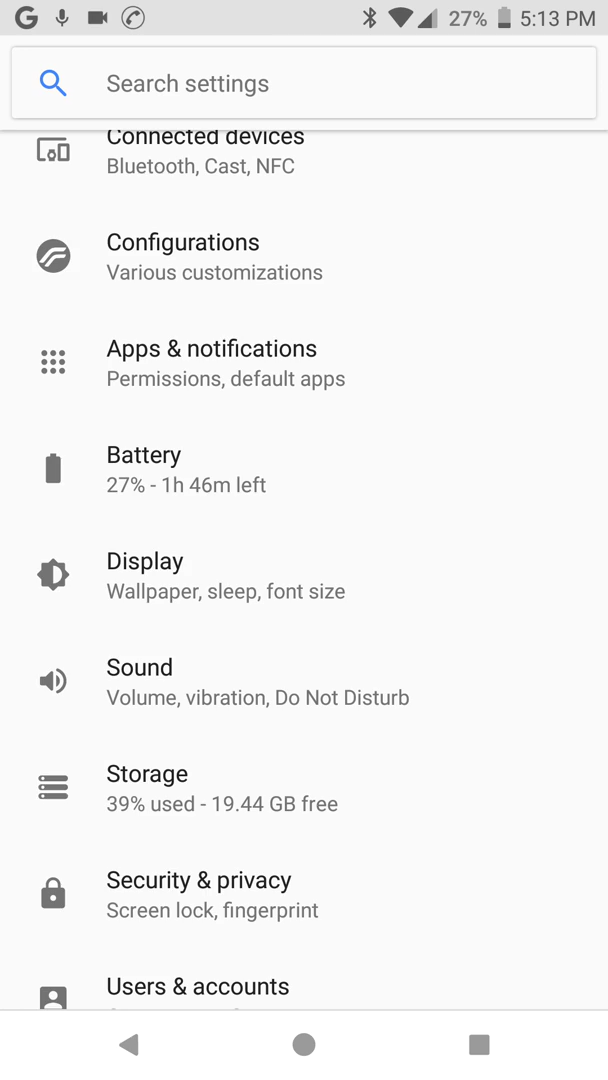 27% 5:13 PM
Search settings
Connected devices
Bluetooth, Cast, NFC
Configurations
Various customizations
Apps & notifications
Permissions, default apps
Battery
27% - 1h 46m left
Display
Wallpaper, sleep, font size
Sound
Volume, vibration, Do Not Disturb
Storage
39% used - 19.44 GB free
Security & privacy
Screen lock, fingerprint
Users & accounts